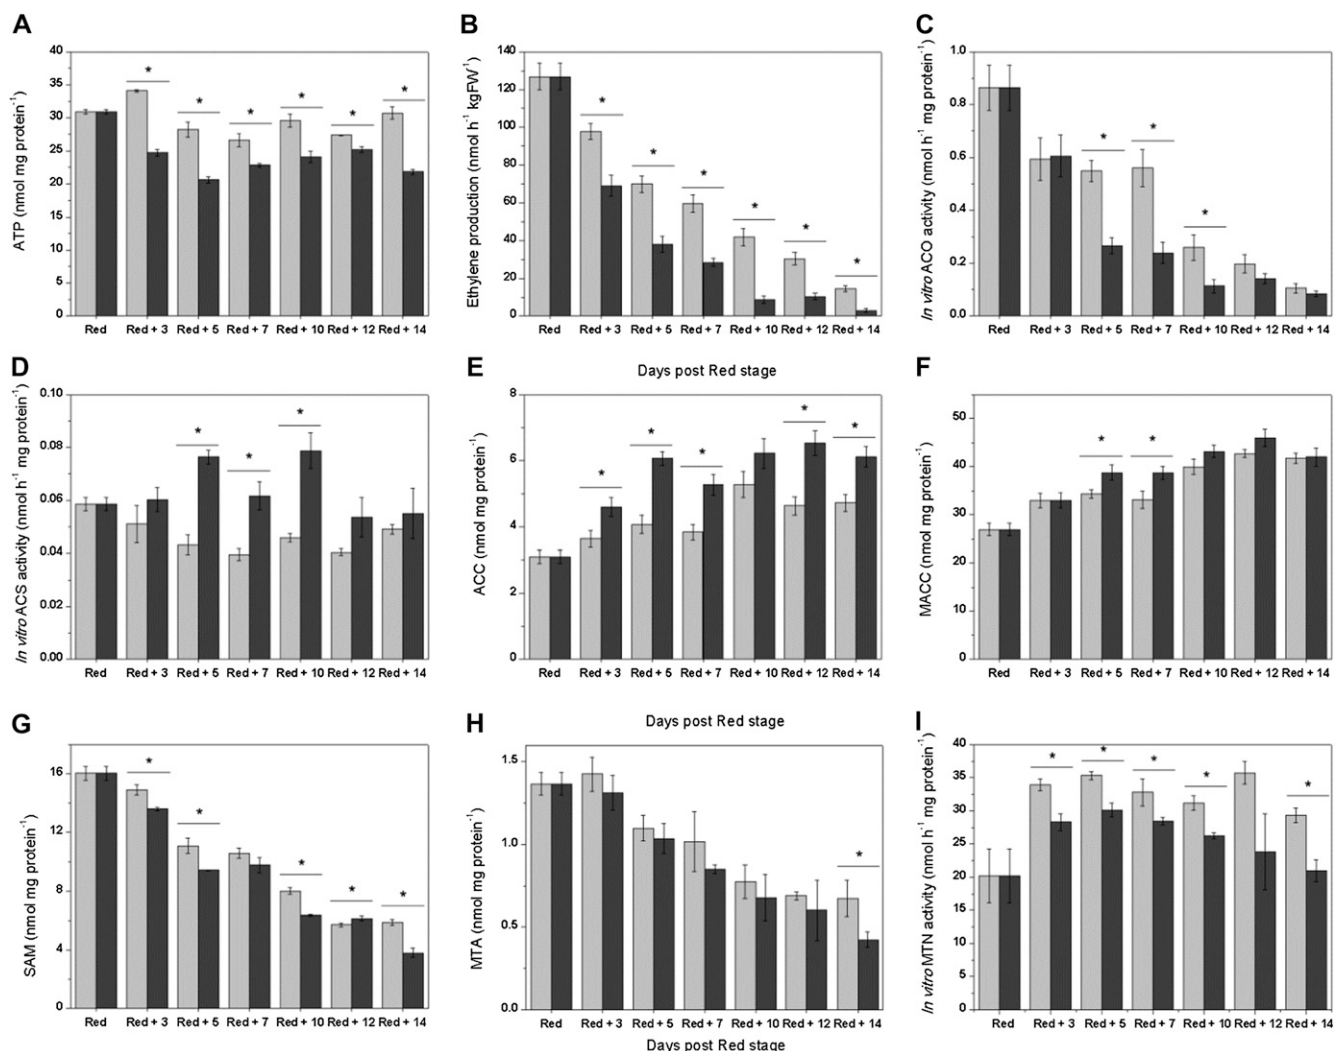 A
B
C
ATP (nmol mg protein⁻¹)
40
35
30
25
20
15
10
5
0
* * * * * *
Red Red + 3 Red + 5 Red + 7 Red + 10 Red + 12 Red + 14
Ethylene production (nmol h⁻¹ kgFW⁻¹)
140
120
100
80
60
40
20
0
* * * * * *
Red Red + 3 Red + 5 Red + 7 Red + 10 Red + 12 Red + 14
Days post Red stage
In vitro ACO activity (nmol h⁻¹ mg protein⁻¹)
1.0
0.8
0.6
0.4
0.2
0.0
* * *
Red Red + 3 Red + 5 Red + 7 Red + 10 Red + 12 Red + 14
D
E
F
In vitro ACS activity (nmol h⁻¹ mg protein⁻¹)
0.10
0.08
0.06
0.04
0.02
0.00
* * *
Red Red + 3 Red + 5 Red + 7 Red + 10 Red + 12 Red + 14
ACC (nmol mg protein⁻¹)
8
6
4
2
0
* * * * *
Red Red + 3 Red + 5 Red + 7 Red + 10 Red + 12 Red + 14
Days post Red stage
MACC (nmol mg protein⁻¹)
50
40
30
20
10
0
* *
Red Red + 3 Red + 5 Red + 7 Red + 10 Red + 12 Red + 14
G
H
I
SAM (nmol mg protein⁻¹)
16
12
8
4
0
* * * * *
Red Red + 3 Red + 5 Red + 7 Red + 10 Red + 12 Red + 14
MTA (nmol mg protein⁻¹)
1.5
1.0
0.5
0.0
*
Red Red + 3 Red + 5 Red + 7 Red + 10 Red + 12 Red + 14
Days post Red stage
In vitro MTN activity (nmol h⁻¹ mg protein⁻¹)
40
35
30
25
20
15
10
5
0
* * * * *
Red Red + 3 Red + 5 Red + 7 Red + 10 Red + 12 Red + 14